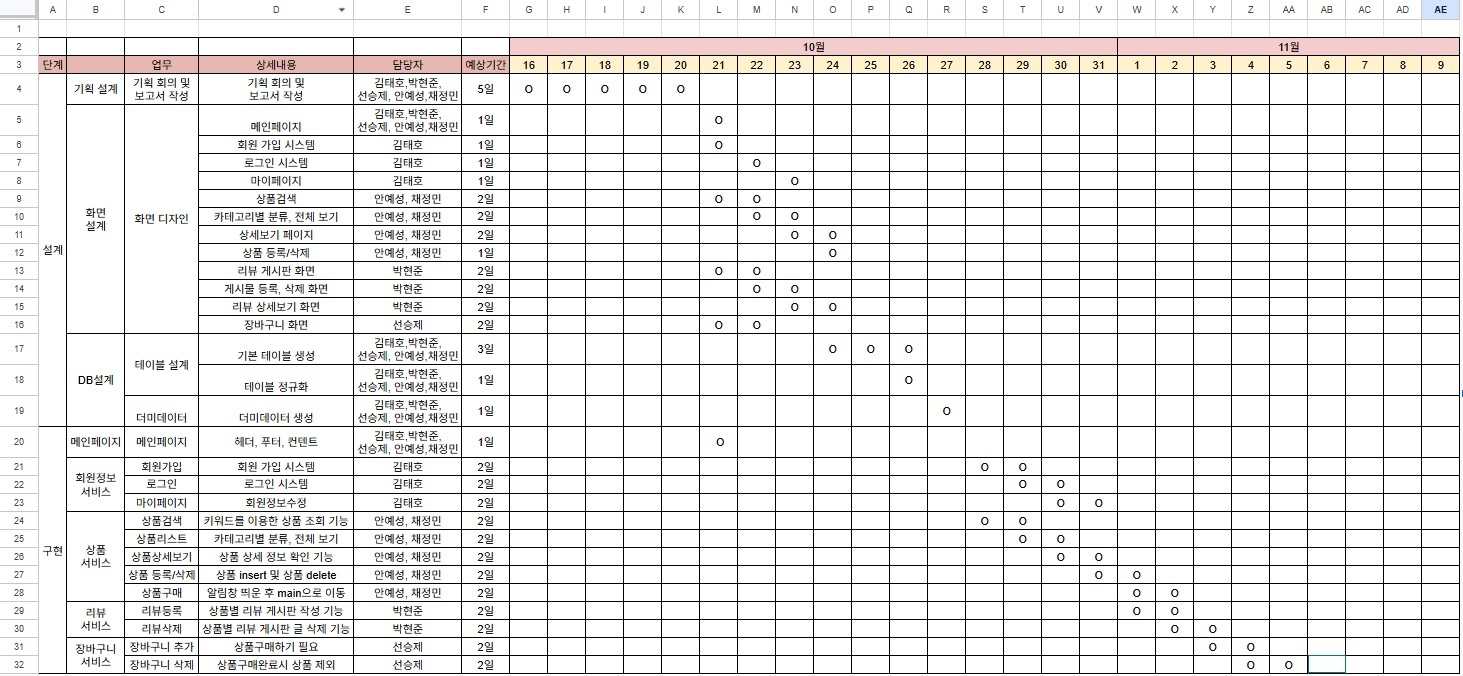 A B C D E F G H I J K L M N O P Q R S T U V W X Y Z AA AB AC AD AE
1
2 10월 11월
3 단계 업무 상세내용 담당자 예상기간 16 17 18 19 20 21 22 23 24 25 26 27 28 29 30 31 1 2 3 4 5 6 7 8 9
4 기획 설계 기획 회의 및 보고서 작성 기획 회의 및 보고서 작성 김태호,박현준, 선승제, 안예성,채정민 5일 O O O O O
5 메인페이지 김태호,박현준, 선승제, 안예성,채정민 1일 O
6 회원 가입 시스템 김태호 1일 O
7 로그인 시스템 김태호 1일 O
8 마이페이지 김태호 1일 O
9 상품검색 안예성, 채정민 2일 O O
화면 설계 화면 디자인
10 카테고리별 분류, 전체 보기 안예성, 채정민 2일 O O
11 상세보기 페이지 안예성, 채정민 2일 O O
설계
12 상품 등록/삭제 안예성, 채정민 1일 O
13 리뷰 게시판 화면 박현준 2일 O O
14 게시물 등록, 삭제 화면 박현준 2일 O O
15 리뷰 상세보기 화면 박현준 2일 O O
16 장바구니 화면 선승제 2일 O O
17 테이블 설계 기본 테이블 생성 김태호,박현준, 선승제, 안예성,채정민 3일 O O O
18 DB설계 테이블 정규화 김태호,박현준, 선승제, 안예성,채정민 1일 O
19 더미데이터 더미데이터 생성 김태호,박현준, 선승제, 안예성,채정민 1일 O
20 메인페이지 메인페이지 헤더, 푸터, 컨텐트 김태호,박현준, 선승제, 안예성,채정민 1일 O
21 회원가입 회원 가입 시스템 김태호 2일 O O
22 회원정보 서비스 로그인 로그인 시스템 김태호 2일 O O
23 마이페이지 회원정보수정 김태호 2일 O O
24 상품검색 키워드를 이용한 상품 조회 기능 안예성, 채정민 2일 O O
25 상품리스트 카테고리별 분류, 전체 보기 안예성, 채정민 2일 O O
26 구현 상품 서비스 상품상세보기 상품 상세 정보 확인 기능 안예성, 채정민 2일 O O
27 상품 등록/삭제 상품 insert 및 상품 delete 안예성, 채정민 2일 O O
28 상품구매 알림창 띄운 후 main으로 이동 안예성, 채정민 2일 O O
29 리뷰 서비스 리뷰등록 상품별 리뷰 게시판 작성 기능 박현준 2일 O O
30 리뷰삭제 상품별 리뷰 게시판 글 삭제 기능 박현준 2일 O O
31 장바구니 서비스 장바구니 추가 상품구매하기 필요 선승제 2일 O O
32 장바구니 삭제 상품구매완료시 상품 제외 선승제 2일 O O